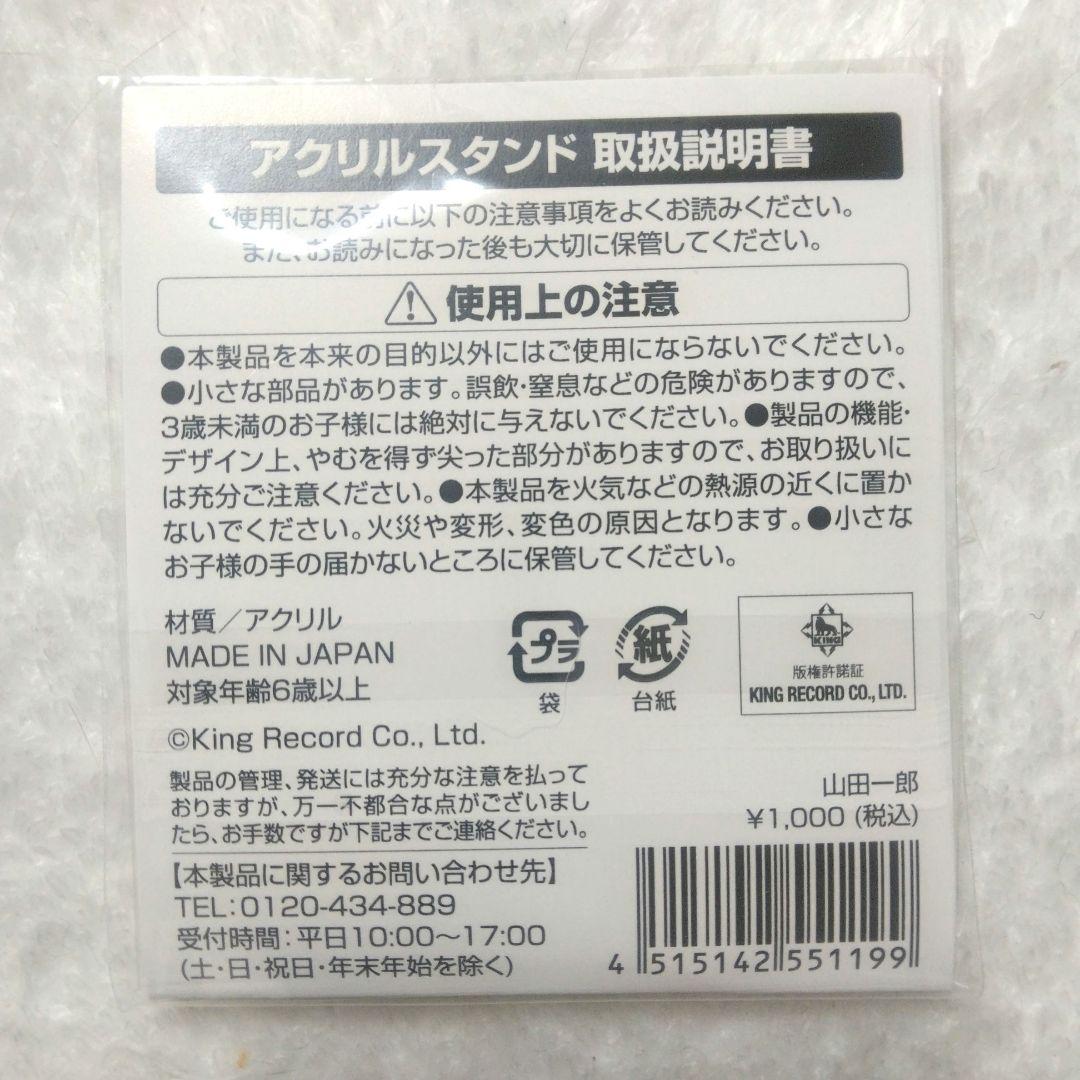 アクリルスタンド 取扱説明書
ご使用になる前に以下の注意事項をよくお読みください。
また、お読みになった後も大切に保管してください。
使用上の注意
●本製品を本来の目的以外にはご使用にならないでください。
●小さな部品があります。誤飲・窒息などの危険がありますので、
3歳未満のお子様には絶対に与えないでください。●製品の機能・
デザイン上、やむを得ず尖った部分がありますので、お取り扱いに
は充分ご注意ください。●本製品を火気などの熱源の近くに置か
ないでください。火災や変形、変色の原因となります。●小さな
お子様の手の届かないところに保管してください。
材質/アクリル
MADE IN JAPAN
対象年齢6歳以上
プラ
袋
紙
台紙
KING
版権許諾証
KING RECORD CO., LTD.
©King Record Co., Ltd.
製品の管理、発送には充分な注意を払って
おりますが、万一不都合な点がございまし
たら、お手数ですが下記までご連絡ください。
【本製品に関するお問い合わせ先】
TEL:0120-434-889
受付時間:平日10:00〜17:00
(土・日・祝日・年末年始を除く)
山田一郎
¥1,000 (税込)
4 515142 551199